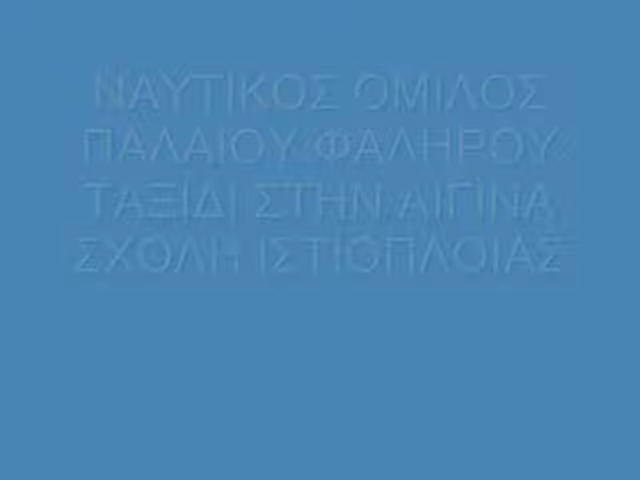 ΝΑΥΤΙΚΟΣ ΟΜΙΛΟΣ
ΠΑΛΑΙΟΥ ΦΑΛΗΡΟΥ
ΤΑΞΙΔΙ ΣΤΗΝ ΑΙΓΙΝΑ
ΣΧΟΛΗ ΙΣΤΙΟΠΛΟΙΑΣ